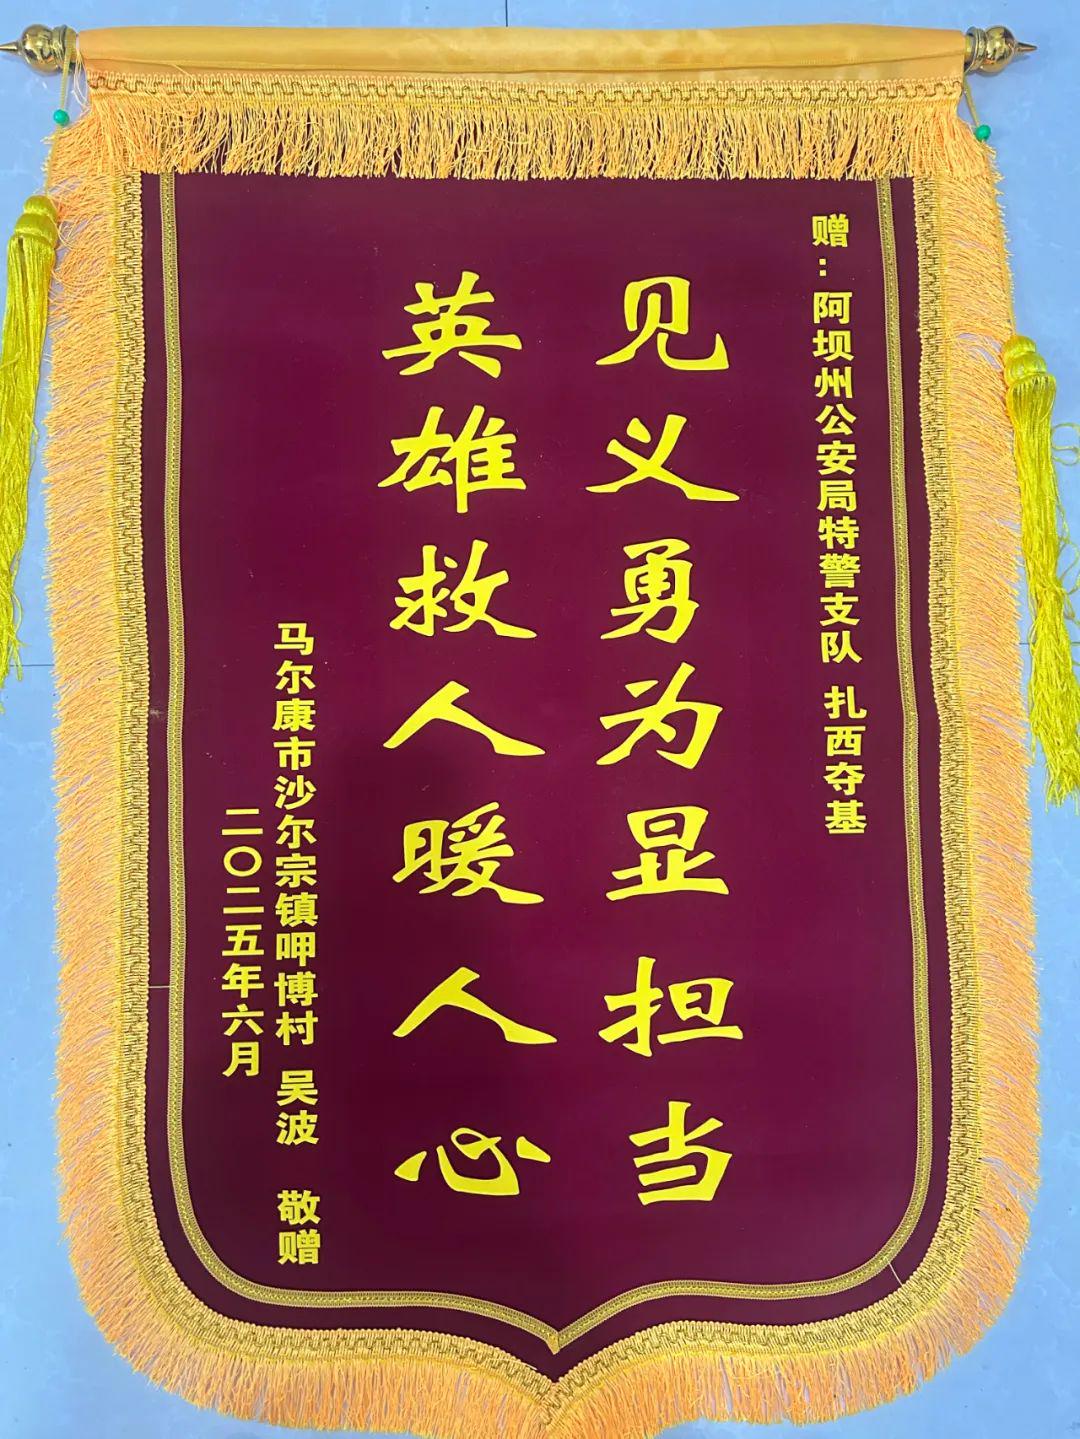 赠：阿坝州公安局特警支队 扎西夺基
见义勇为显担当
英雄救人暖人心
马尔康市沙尔宗镇呷博村 吴波 敬赠
二〇二五年六月